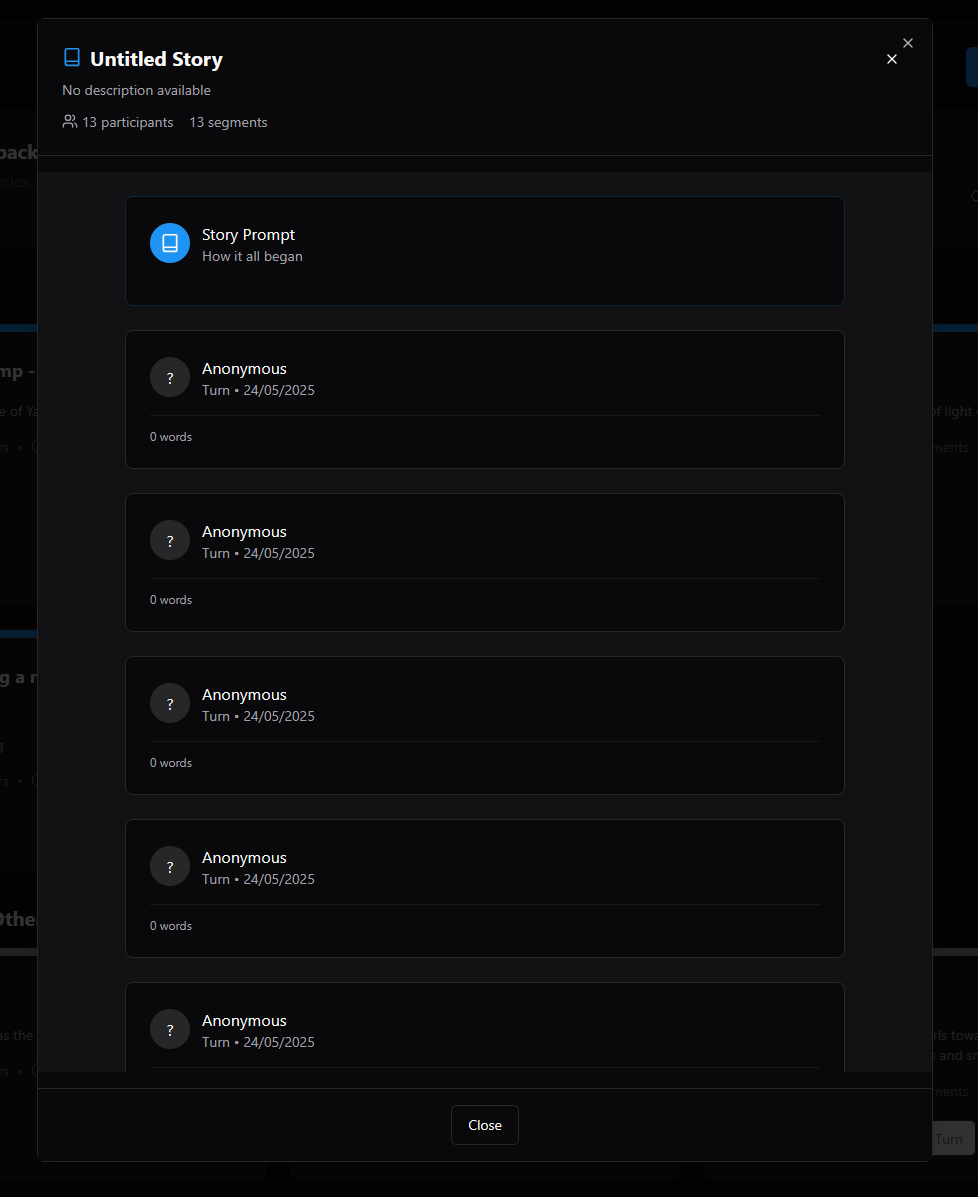 Untitled Story
No description available
13 participants 13 segments
Story Prompt
How it all began
?
Anonymous
Turn • 24/05/2025
0 words
?
Anonymous
Turn • 24/05/2025
0 words
?
Anonymous
Turn • 24/05/2025
0 words
?
Anonymous
Turn • 24/05/2025
0 words
?
Anonymous
Turn • 24/05/2025
Close
Turn